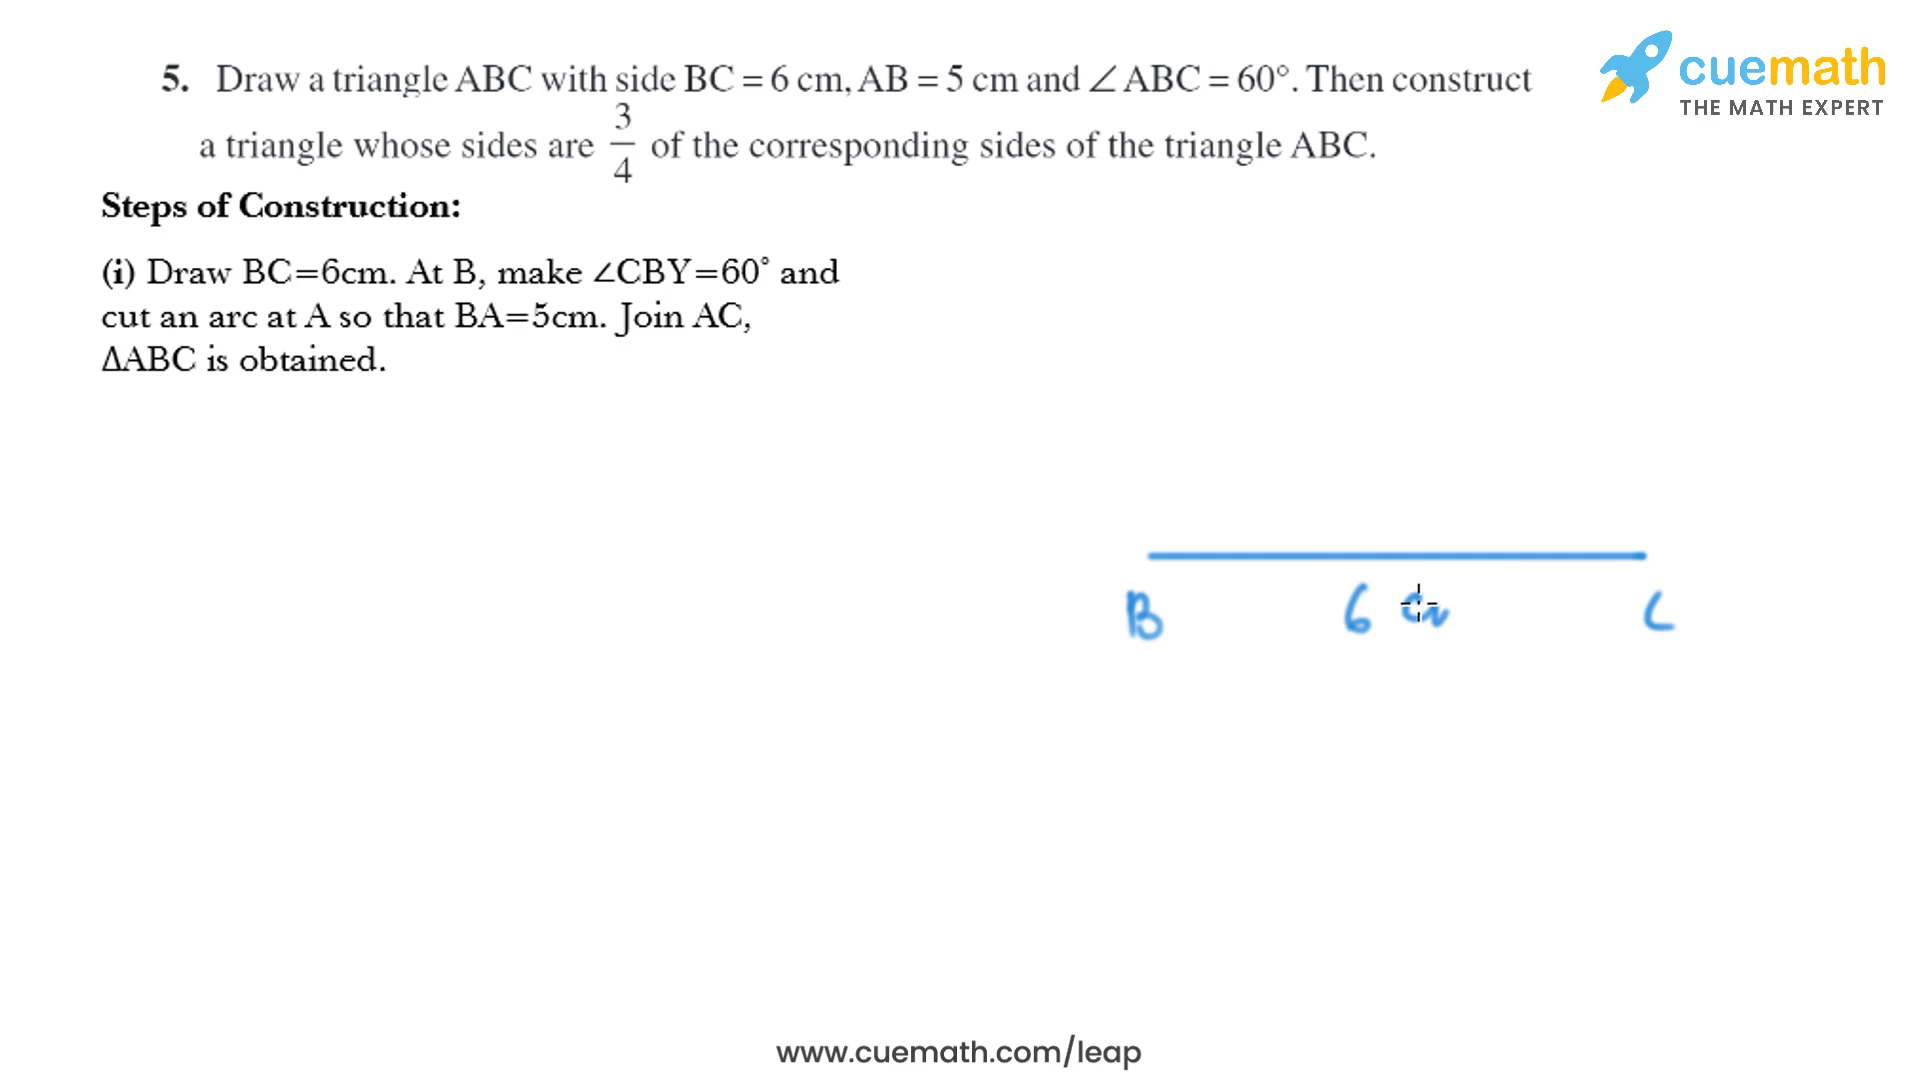 5. Draw a triangle ABC with side BC = 6 cm, AB = 5 cm and ∠ABC = 60°. Then construct
a triangle whose sides are 3/4 of the corresponding sides of the triangle ABC.
cuemath
THE MATH EXPERT
Steps of Construction:
(i) Draw BC=6cm. At B, make ∠CBY=60° and
cut an arc at A so that BA=5cm. Join AC,
ΔABC is obtained.
B 6 cm C
www.cuemath.com/leap